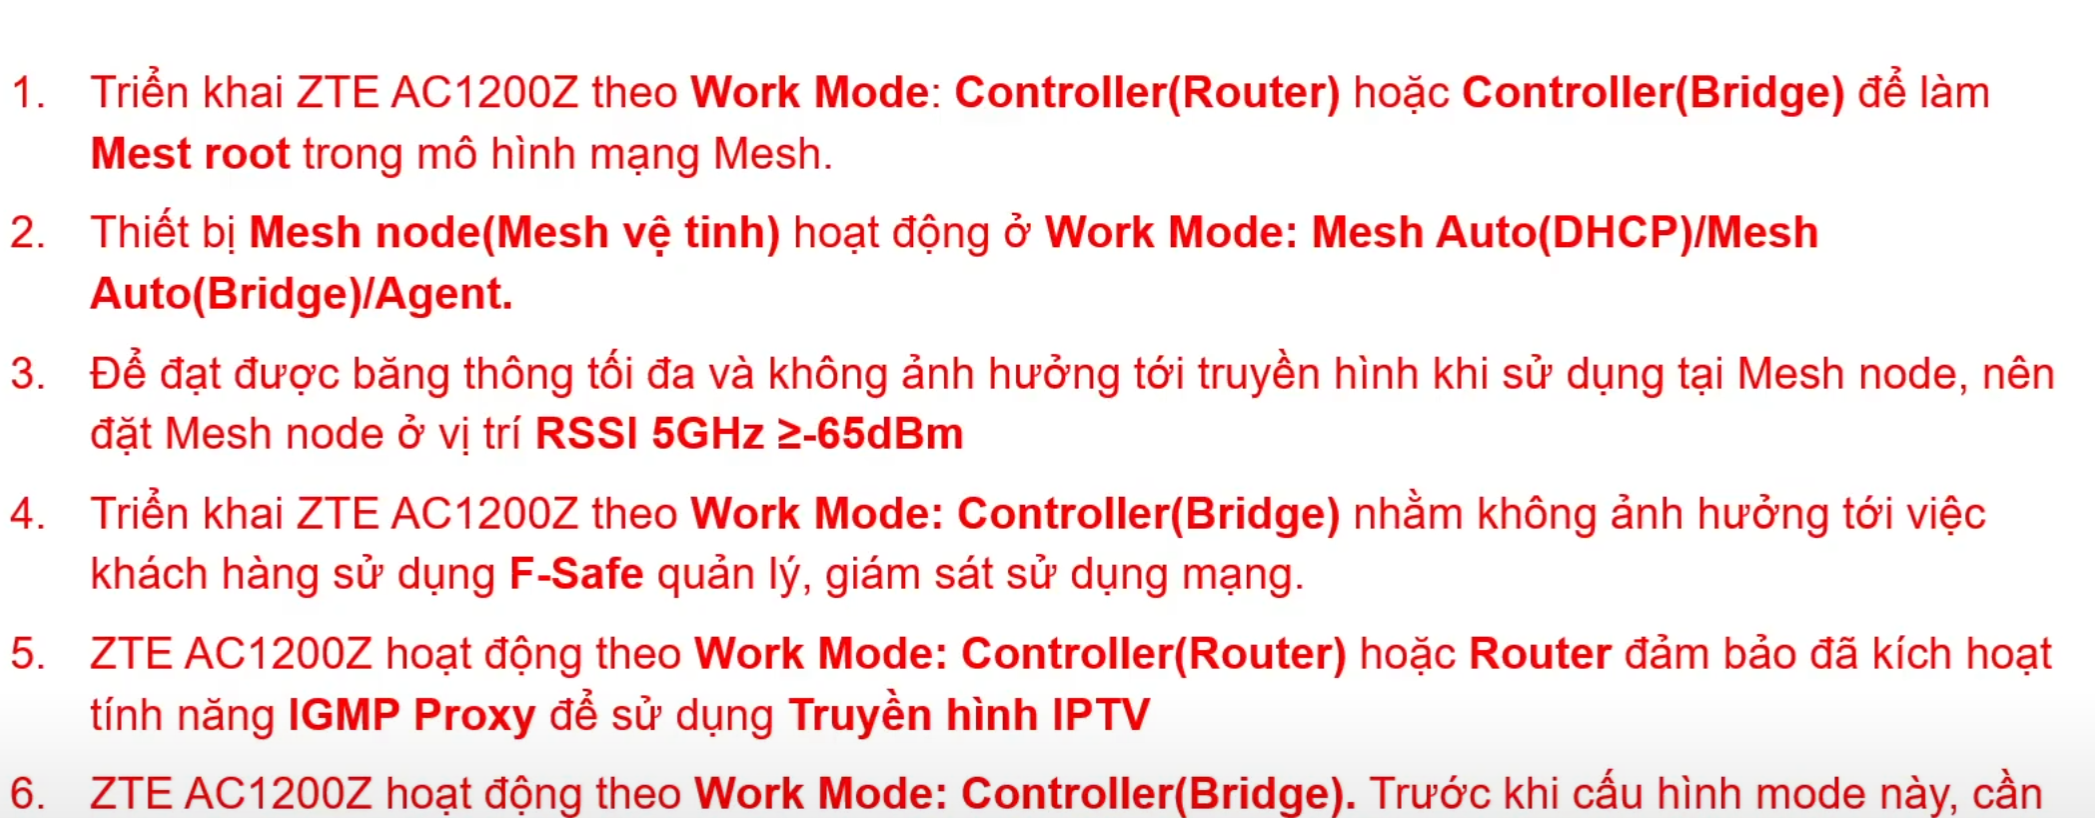 1. Triển khai ZTE AC1200Z theo Work Mode: Controller(Router) hoặc Controller(Bridge) để làm
Mest root trong mô hình mạng Mesh.
2. Thiết bị Mesh node(Mesh vệ tinh) hoạt động ở Work Mode: Mesh Auto(DHCP)/Mesh
Auto(Bridge)/Agent.
3. Để đạt được băng thông tối đa và không ảnh hưởng tới truyền hình khi sử dụng tại Mesh node, nên
đặt Mesh node ở vị trí RSSI 5GHz ≥-65dBm
4. Triển khai ZTE AC1200Z theo Work Mode: Controller(Bridge) nhằm không ảnh hưởng tới việc
khách hàng sử dụng F-Safe quản lý, giám sát sử dụng mạng.
5. ZTE AC1200Z hoạt động theo Work Mode: Controller(Router) hoặc Router đảm bảo đã kích hoạt
tính năng IGMP Proxy để sử dụng Truyền hình IPTV
6. ZTE AC1200Z hoạt động theo Work Mode: Controller(Bridge). Trước khi cấu hình mode này, cần